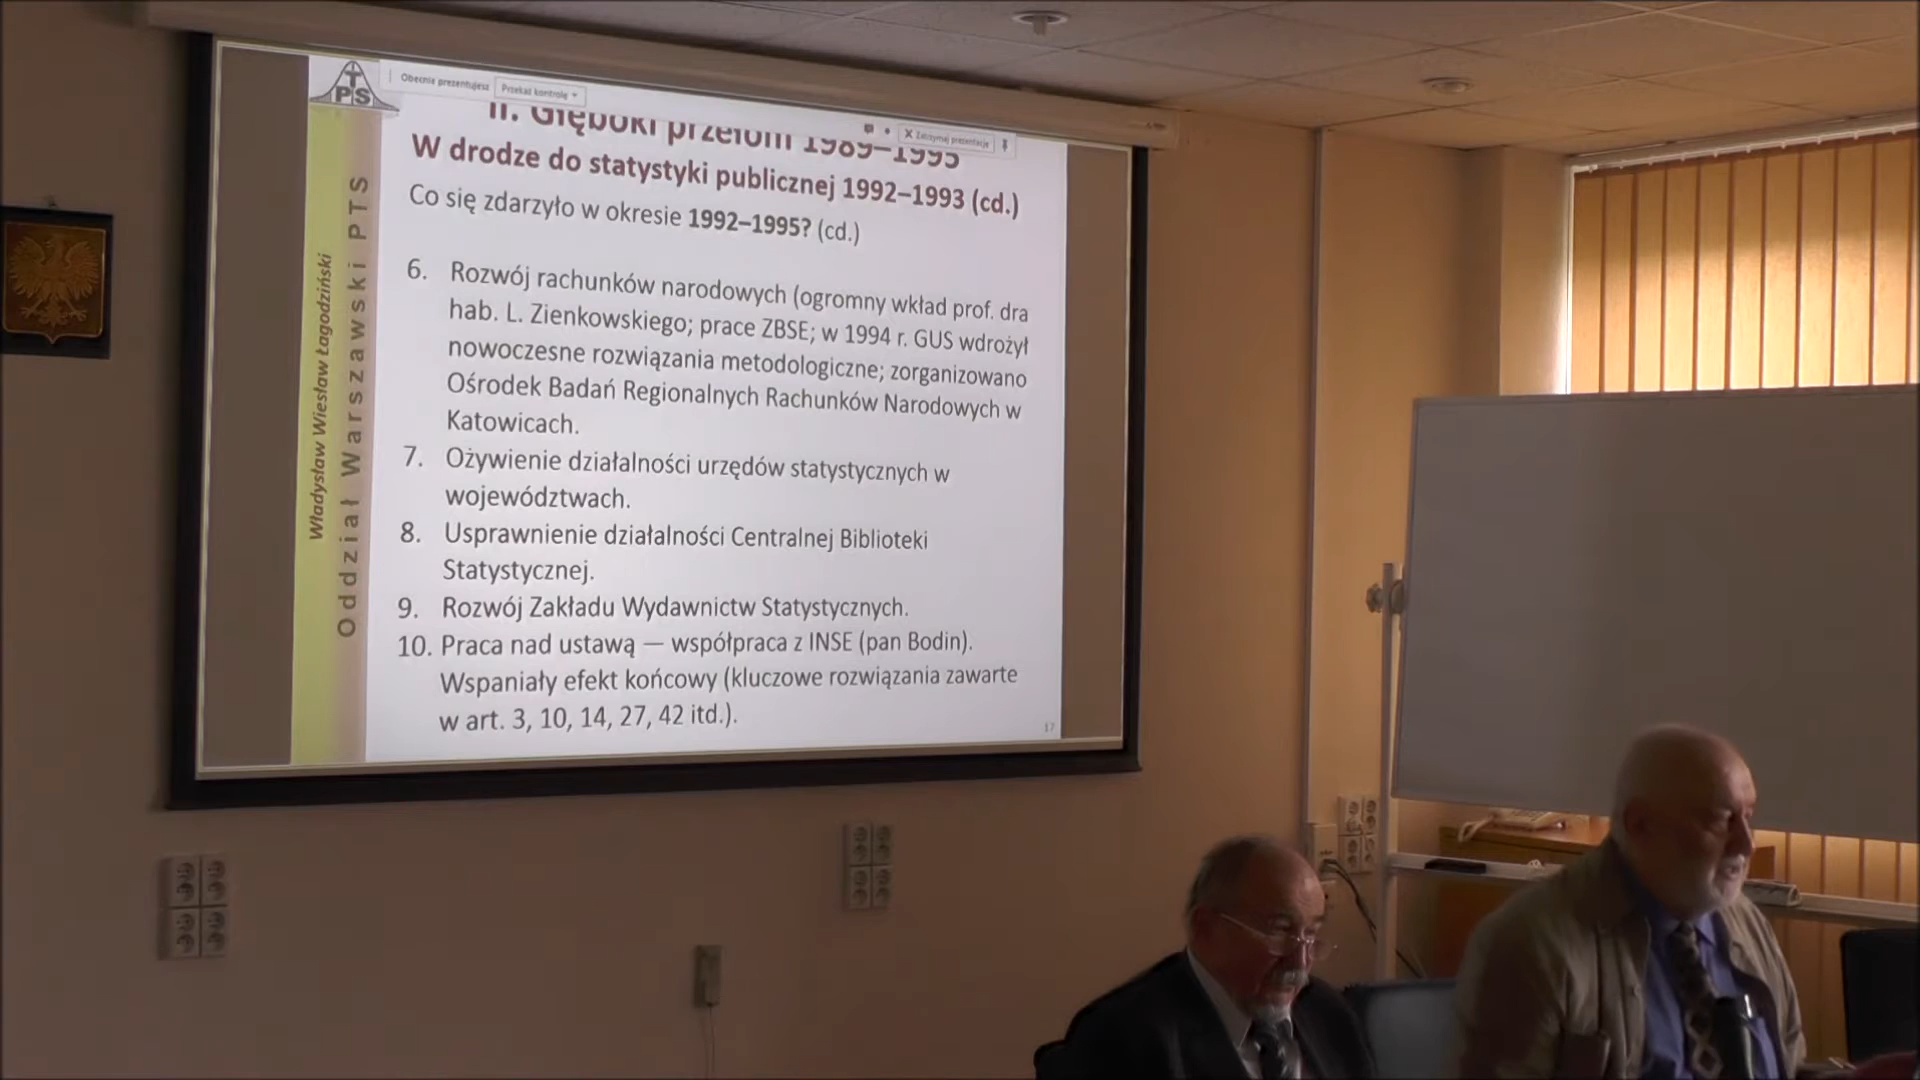 PTS
Obecnie prezentujesz
Przekaż kontrolę
Zatrzymaj prezentację
II. Głęboki przełom 1989–1995
W drodze do statystyki publicznej 1992–1993 (cd.)
Co się zdarzyło w okresie 1992–1995? (cd.)
6. Rozwój rachunków narodowych (ogromny wkład prof. dra
hab. L. Zienkowskiego; prace ZBSE; w 1994 r. GUS wdrożył
nowoczesne rozwiązania metodologiczne; zorganizowano
Ośrodek Badań Regionalnych Rachunków Narodowych w
Katowicach.
7. Ożywienie działalności urzędów statystycznych w
województwach.
8. Usprawnienie działalności Centralnej Biblioteki
Statystycznej.
9. Rozwój Zakładu Wydawnictw Statystycznych.
10. Praca nad ustawą — współpraca z INSE (pan Bodin).
Wspaniały efekt końcowy (kluczowe rozwiązania zawarte
w art. 3, 10, 14, 27, 42 itd.).
17
Władysław Wiesław Łagodziński
Oddział Warszawski PTS